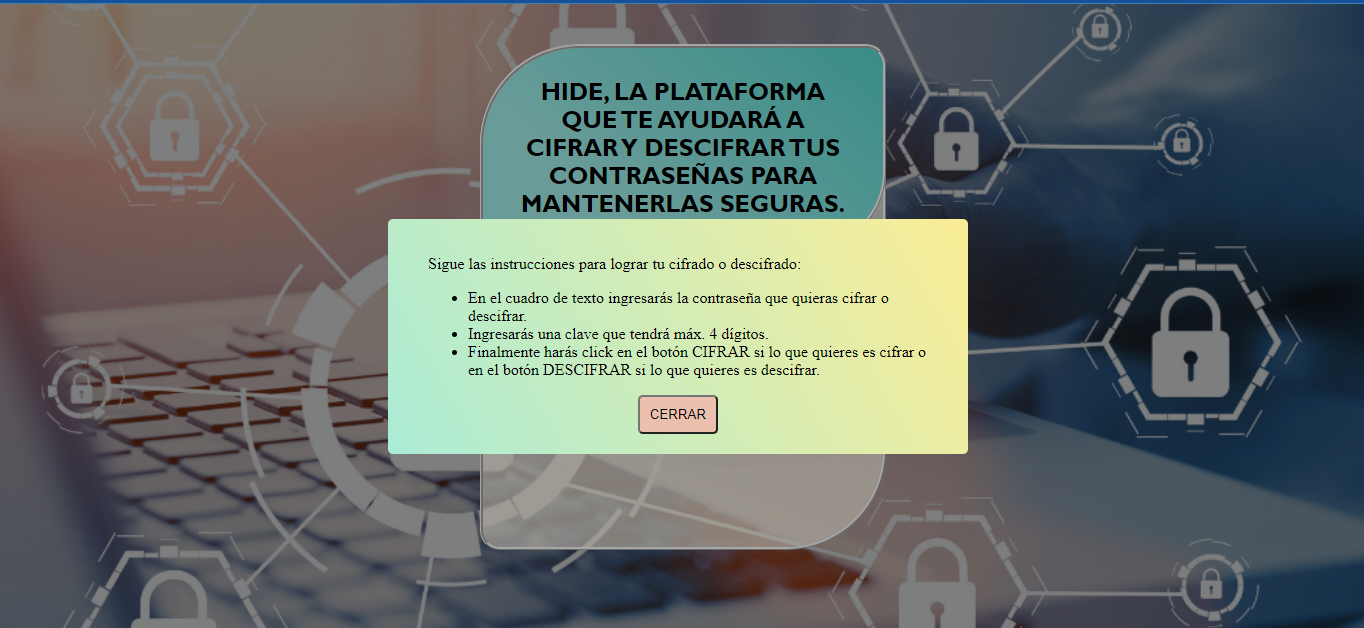 HIDE, LA PLATAFORMA
QUE TE AYUDARÁ A
CIFRAR Y DESCIFRAR TUS
CONTRASEÑAS PARA
MANTENERLAS SEGURAS.
Sigue las instrucciones para lograr tu cifrado o descifrado:
• En el cuadro de texto ingresarás la contraseña que quieras cifrar o
descifrar.
• Ingresarás una clave que tendrá máx. 4 dígitos.
• Finalmente harás click en el botón CIFRAR si lo que quieres es cifrar o
en el botón DESCIFRAR si lo que quieres es descifrar.
CERRAR